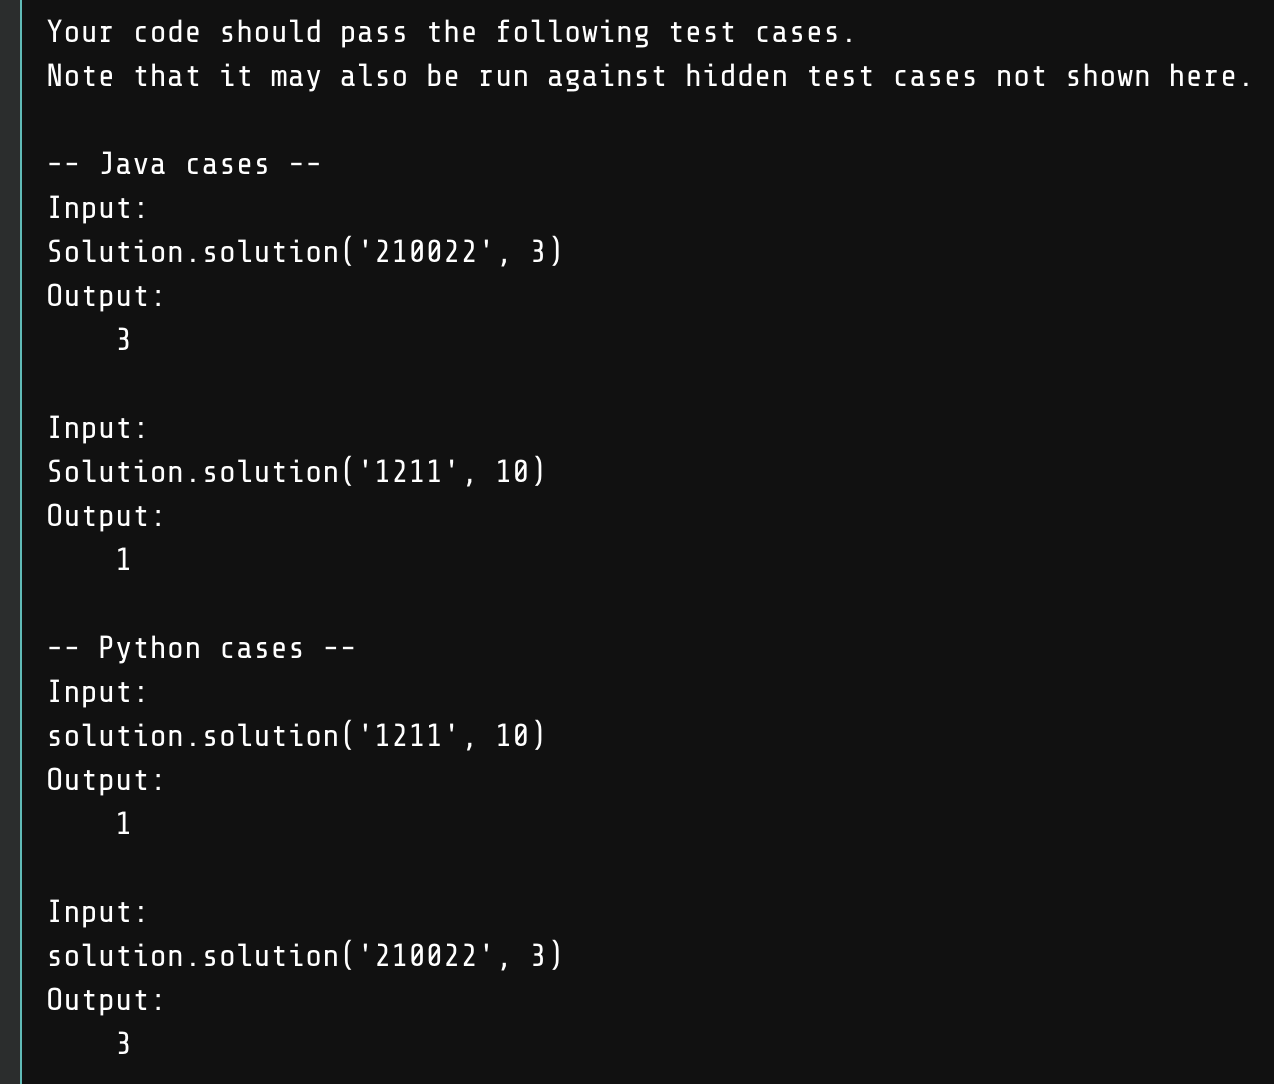 Your code should pass the following test cases.
Note that it may also be run against hidden test cases not shown here.
-- Java cases --
Input:
Solution.solution('210022', 3)
Output:
3
Input:
Solution.solution('1211', 10)
Output:
1
-- Python cases --
Input:
solution.solution('1211', 10)
Output:
1
Input:
solution.solution('210022', 3)
Output:
3